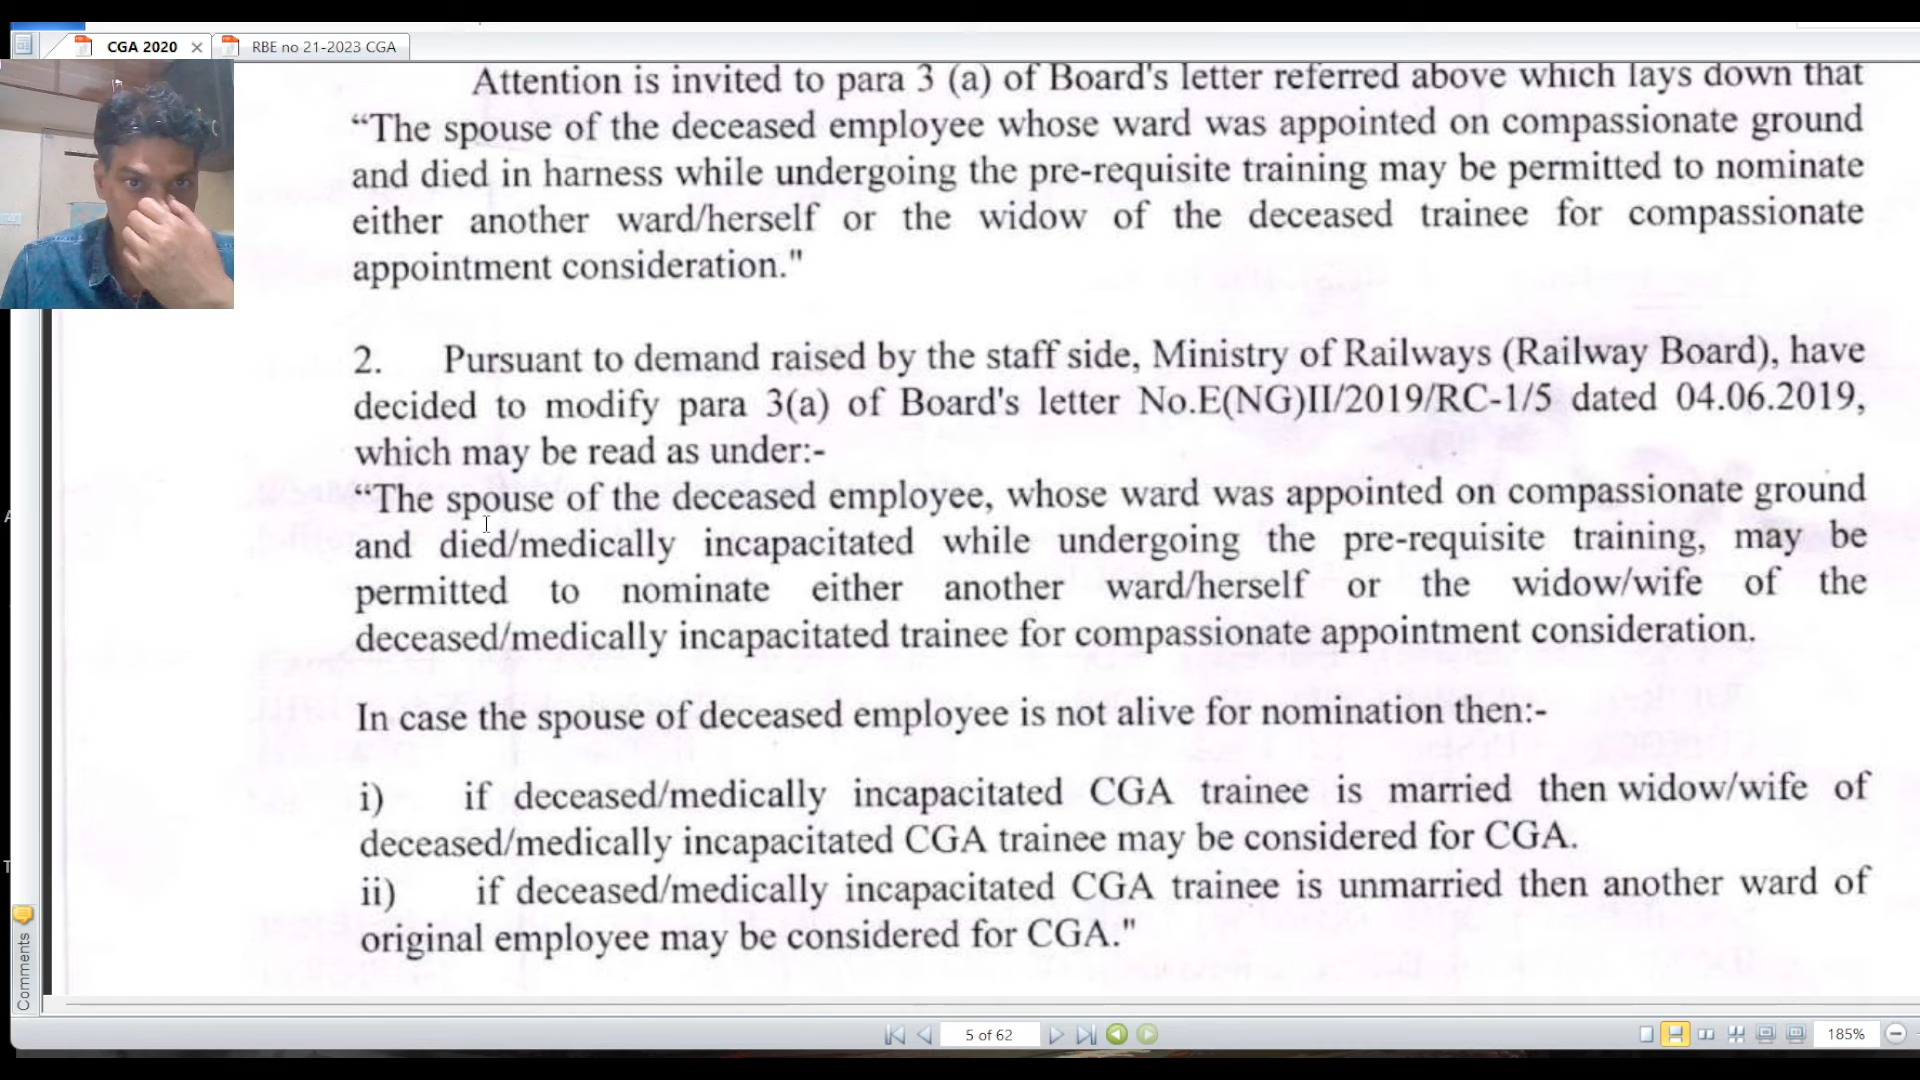 CGA 2020
RBE no 21-2023 CGA
Attention is invited to para 3 (a) of Board's letter referred above which lays down that
“The spouse of the deceased employee whose ward was appointed on compassionate ground
and died in harness while undergoing the pre-requisite training may be permitted to nominate
either another ward/herself or the widow of the deceased trainee for compassionate
appointment consideration."
2. Pursuant to demand raised by the staff side, Ministry of Railways (Railway Board), have
decided to modify para 3(a) of Board's letter No.E(NG)II/2019/RC-1/5 dated 04.06.2019,
which may be read as under:-
“The spouse of the deceased employee, whose ward was appointed on compassionate ground
and died/medically incapacitated while undergoing the pre-requisite training, may be
permitted to nominate either another ward/herself or the widow/wife of the
deceased/medically incapacitated trainee for compassionate appointment consideration.
In case the spouse of deceased employee is not alive for nomination then:-
i) if deceased/medically incapacitated CGA trainee is married then widow/wife of
deceased/medically incapacitated CGA trainee may be considered for CGA.
ii) if deceased/medically incapacitated CGA trainee is unmarried then another ward of
original employee may be considered for CGA."
Comments
5 of 62
185%